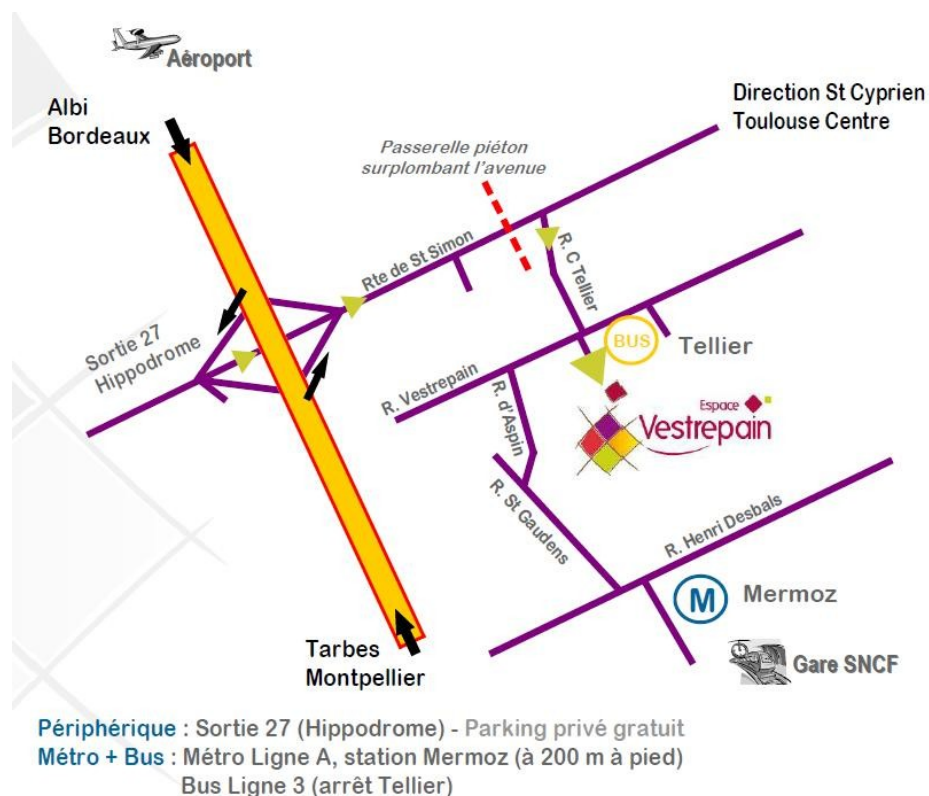 Aéroport
Albi
Bordeaux
Direction St Cyprien
Toulouse Centre
Passerelle piéton
surplombant l'avenue
Rte de St Simon
R. C Tellier
Sortie 27
Hippodrome
BUS
Tellier
R. Vestrepain
R. d'Aspin
Espace
Vestrepain
R. St Gaudens
R. Henri Desbals
M
Mermoz
Tarbes
Montpellier
Gare SNCF
Périphérique : Sortie 27 (Hippodrome) - Parking privé gratuit
Métro + Bus : Métro Ligne A, station Mermoz (à 200 m à pied)
Bus Ligne 3 (arrêt Tellier)